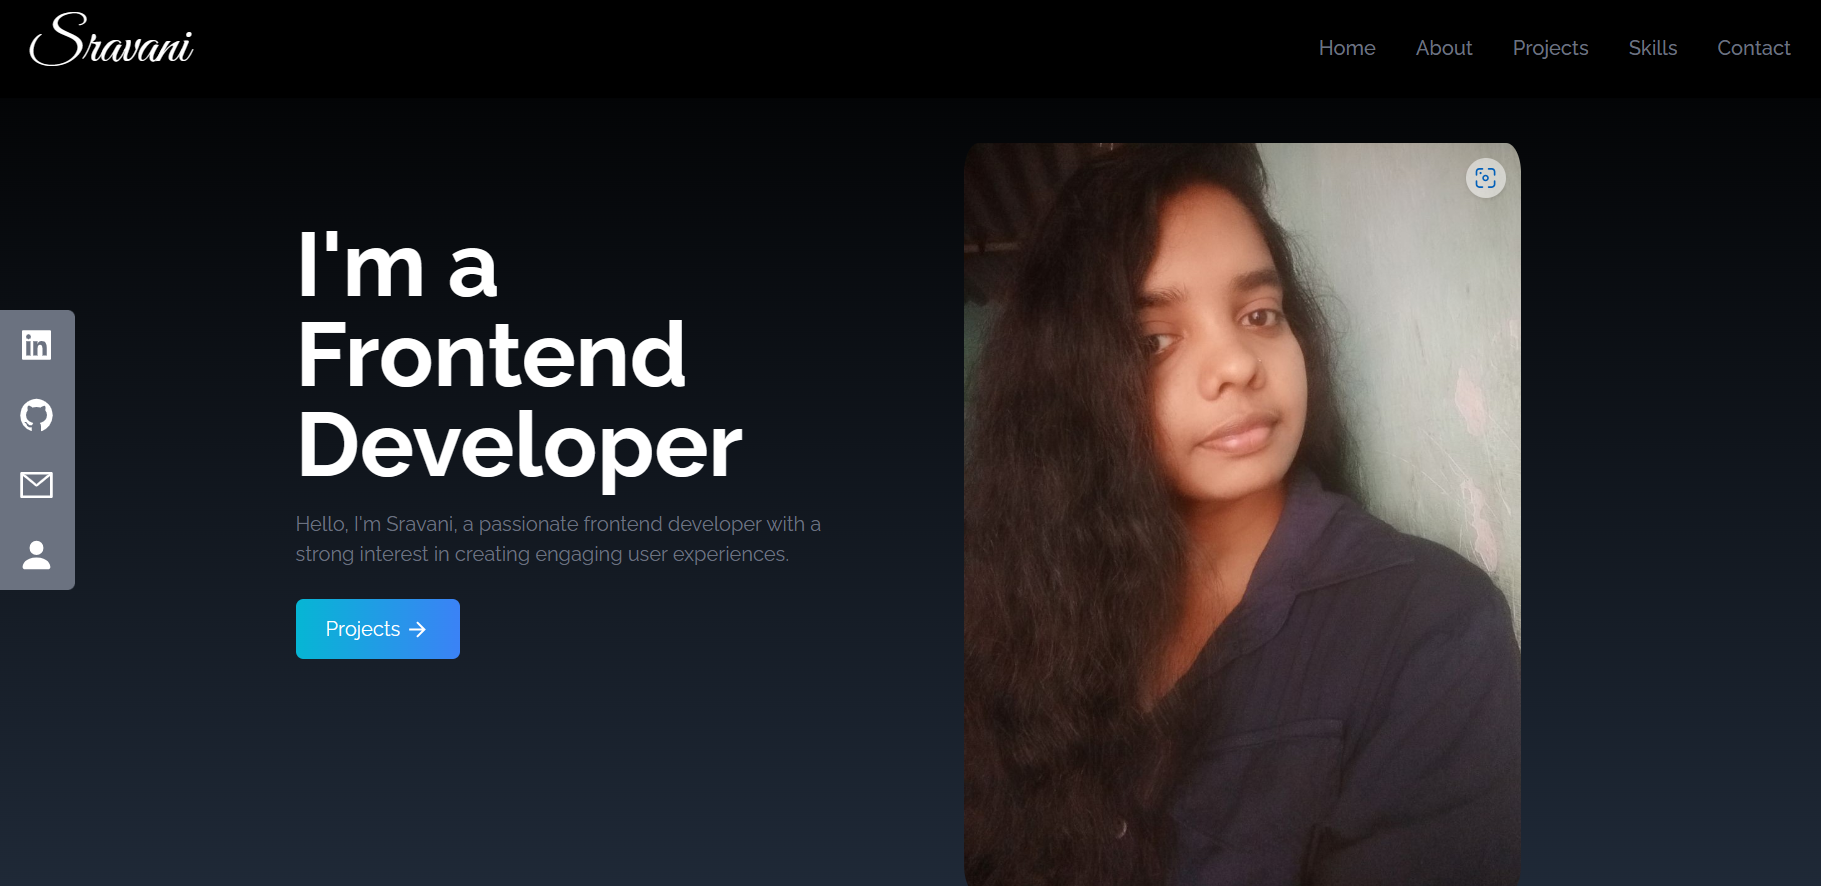 Sravani
Home About Projects Skills Contact
I'm a
Frontend
Developer
Hello, I'm Sravani, a passionate frontend developer with a
strong interest in creating engaging user experiences.
Projects →
in